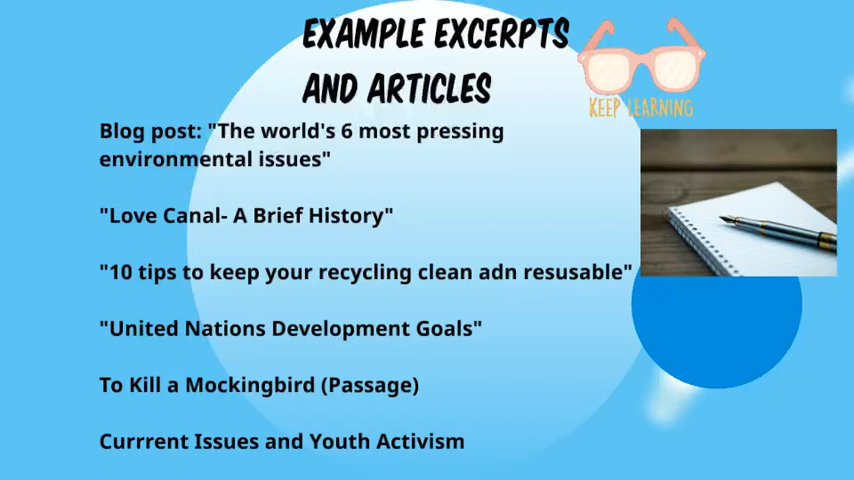 EXAMPLE EXCERPTS
AND ARTICLES
KEEP LEARNING
Blog post: "The world's 6 most pressing
environmental issues"
"Love Canal- A Brief History"
"10 tips to keep your recycling clean adn resusable"
"United Nations Development Goals"
To Kill a Mockingbird (Passage)
Currrent Issues and Youth Activism